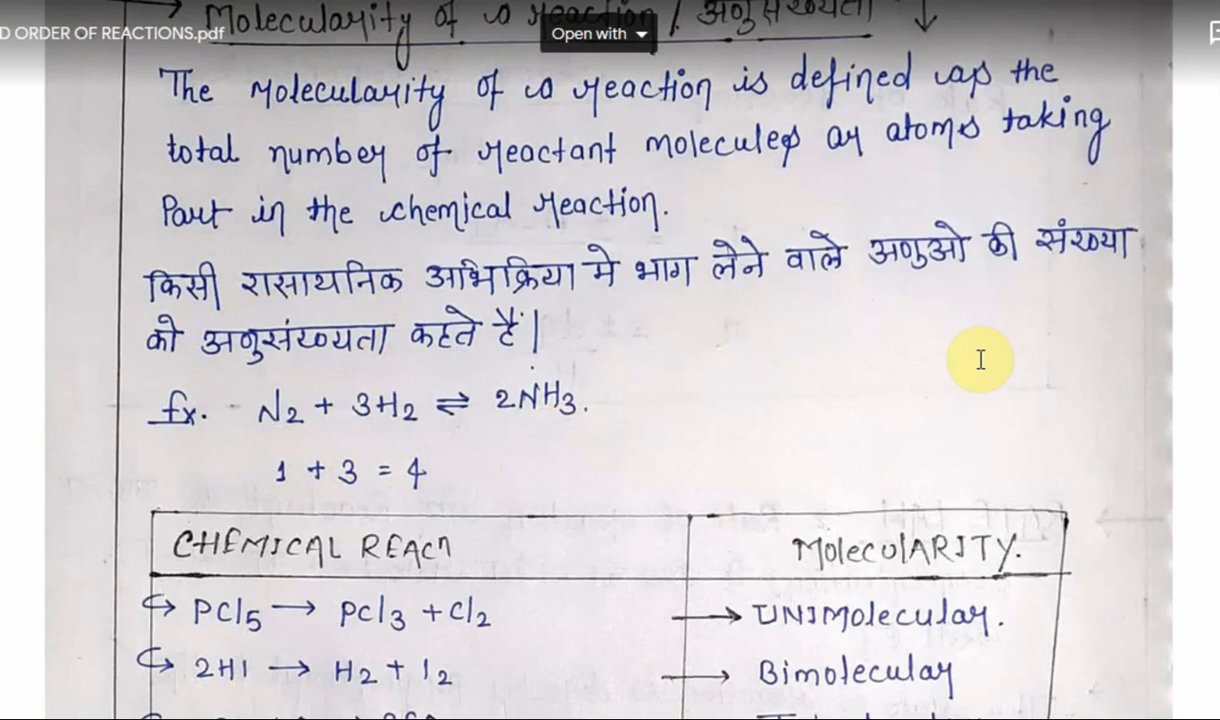 Molecularity of a reaction / अनुसंख्यता ↓
D ORDER OF REACTIONS.pdf
Open with
The Molecularity of a reaction is defined as the
total number of reactant molecules or atoms taking
Part in the chemical reaction.
किसी रासायनिक अभिक्रिया मे भाग लेने वाले अणुओ की संख्या
को अनुसंख्यता कहते हैं|
Ex. - N2 + 3H2 ⇌ 2NH3.
1 + 3 = 4
CHEMICAL REACn MoleculARITY.
↪ PCl5 → PCl3 + Cl2 → UNIMolecular.
↪ 2HI → H2 + I2 → Bimolecular